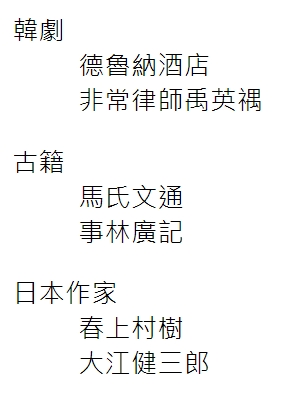 韓劇
德魯納酒店
非常律師禹英禑
古籍
馬氏文通
事林廣記
日本作家
春上村樹
大江健三郎